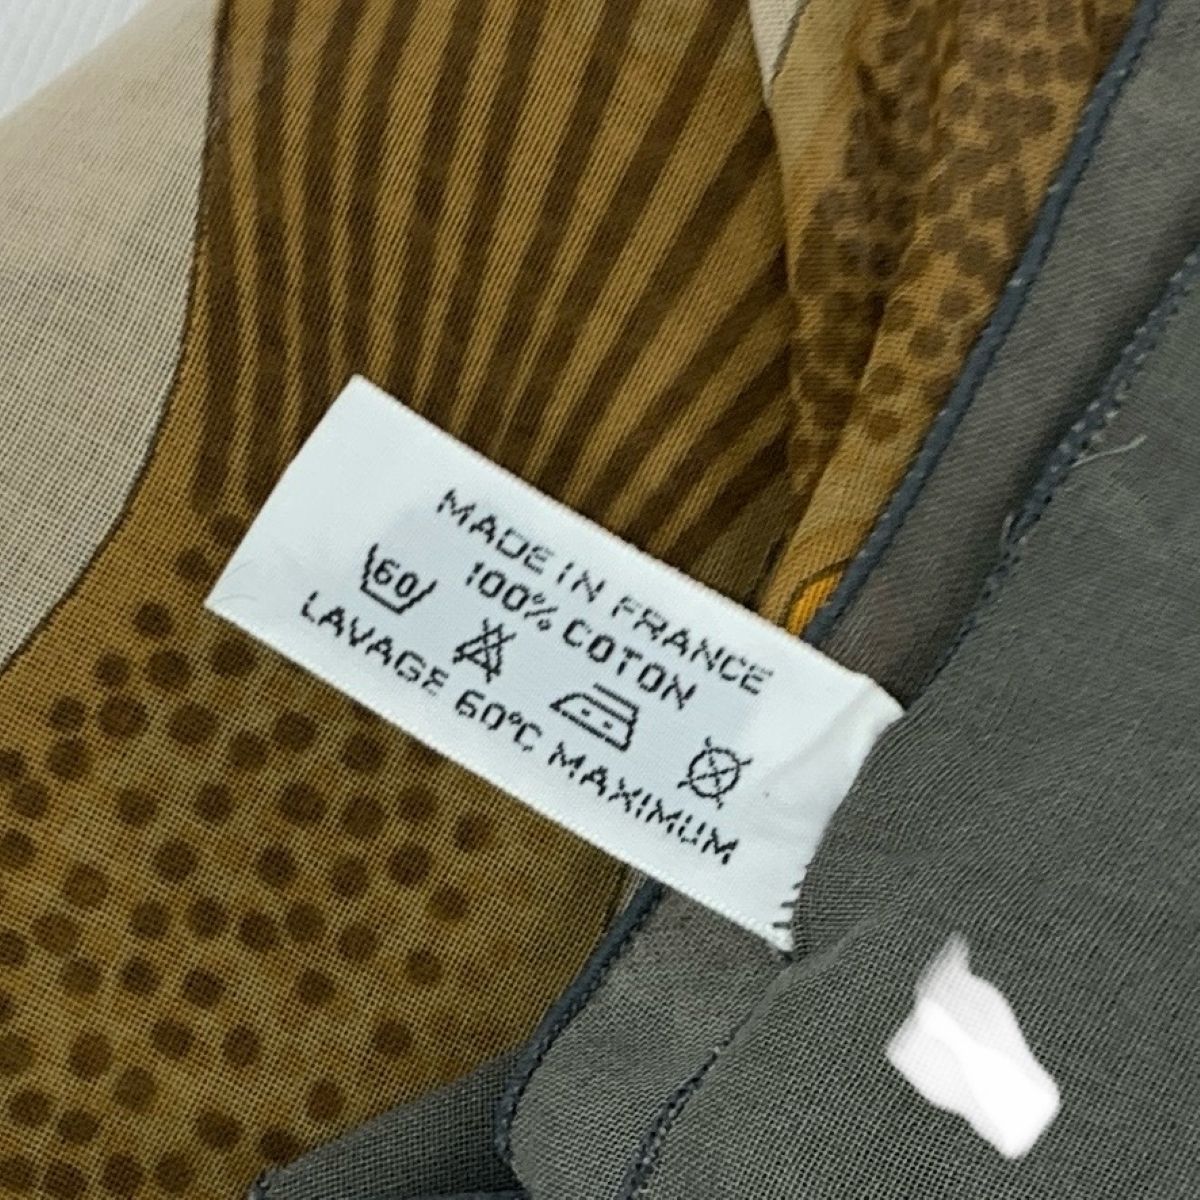 MADE IN FRANCE
100% COTON
60
LAVAGE 60°C MAXIMUM